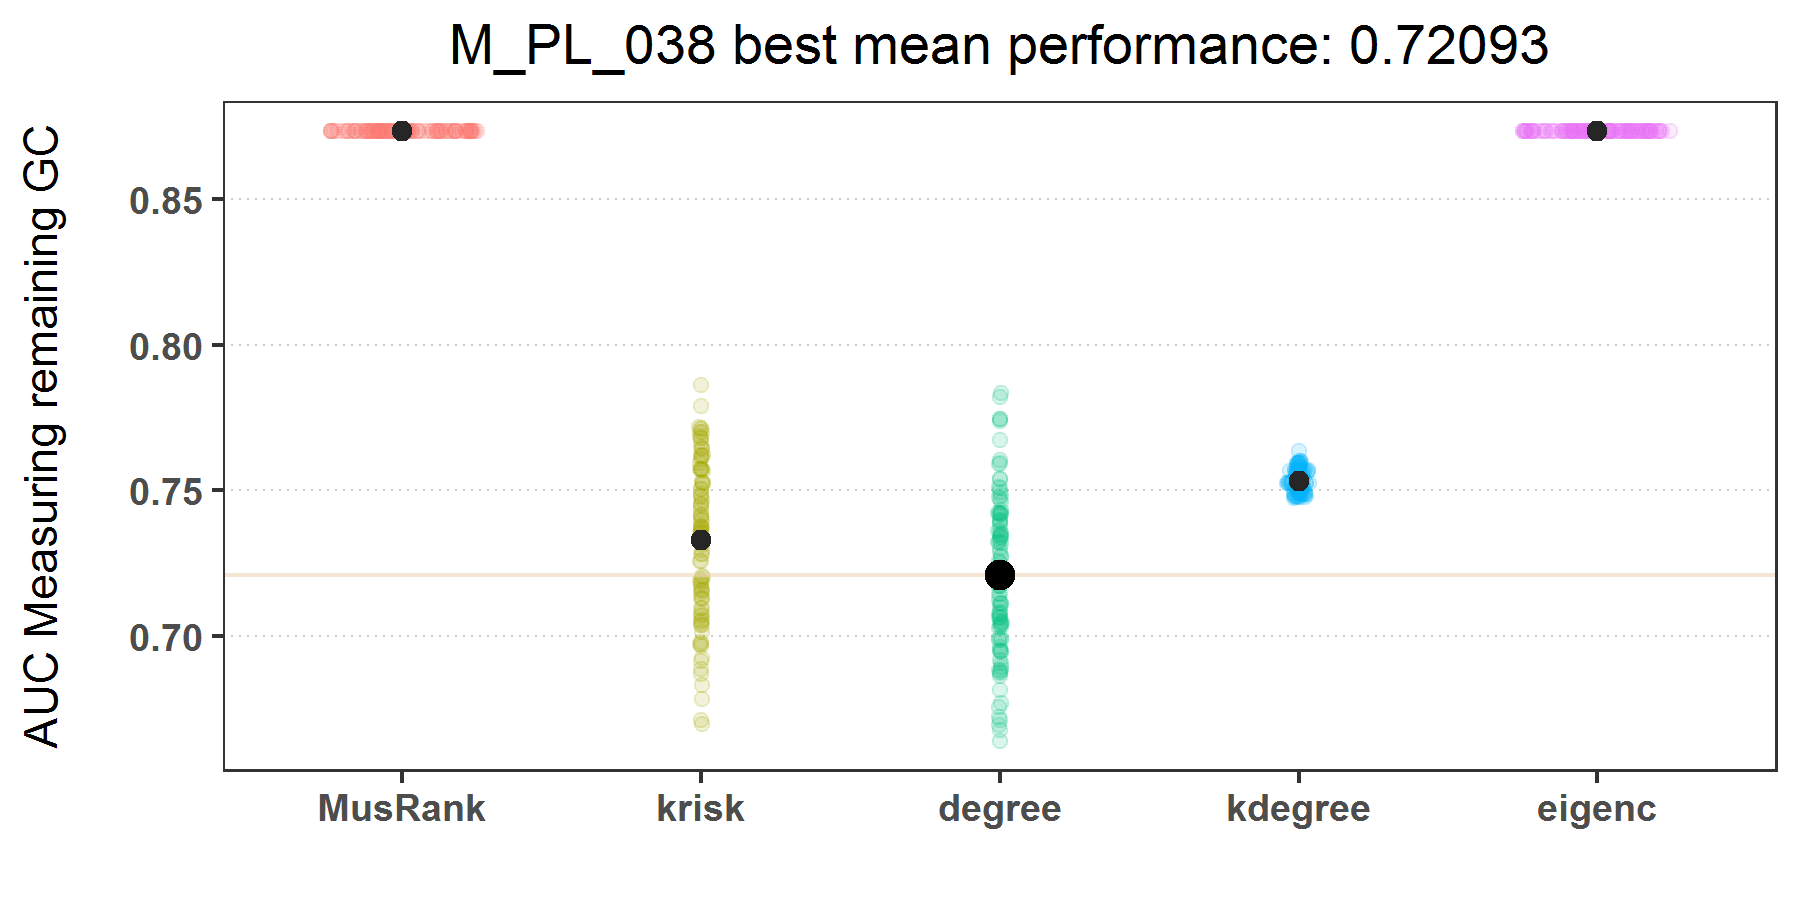 M_PL_038 best mean performance: 0.72093
AUC Measuring remaining GC
0.85
0.80
0.75
0.70
MusRank krisk degree kdegree eigenc